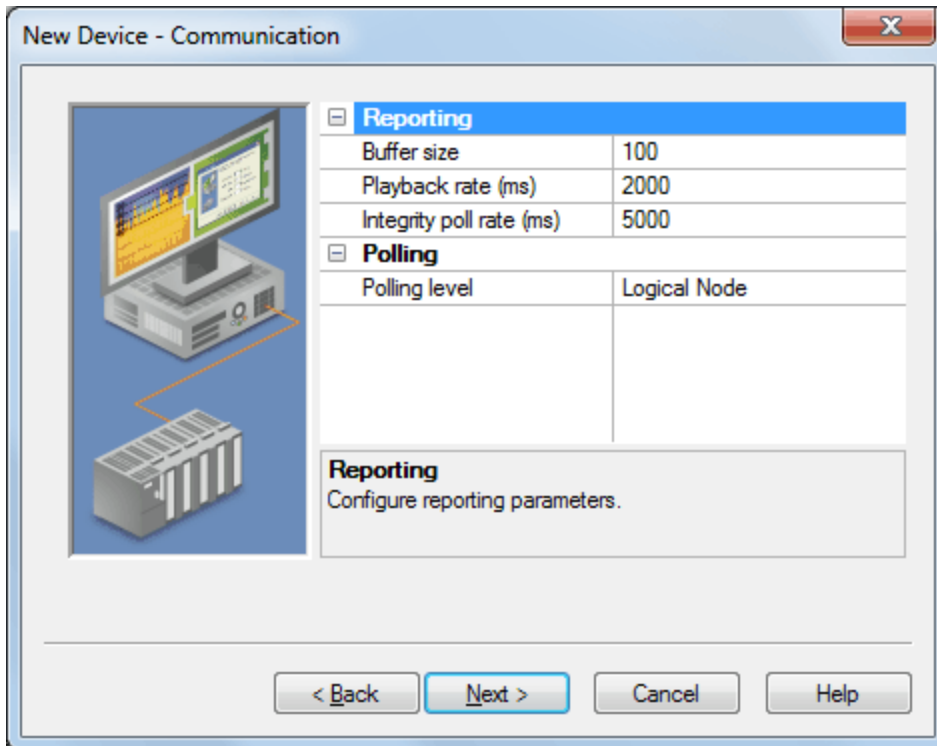 New Device - Communication
Reporting
Buffer size 100
Playback rate (ms) 2000
Integrity poll rate (ms) 5000
Polling
Polling level Logical Node
Reporting
Configure reporting parameters.
< Back Next > Cancel Help